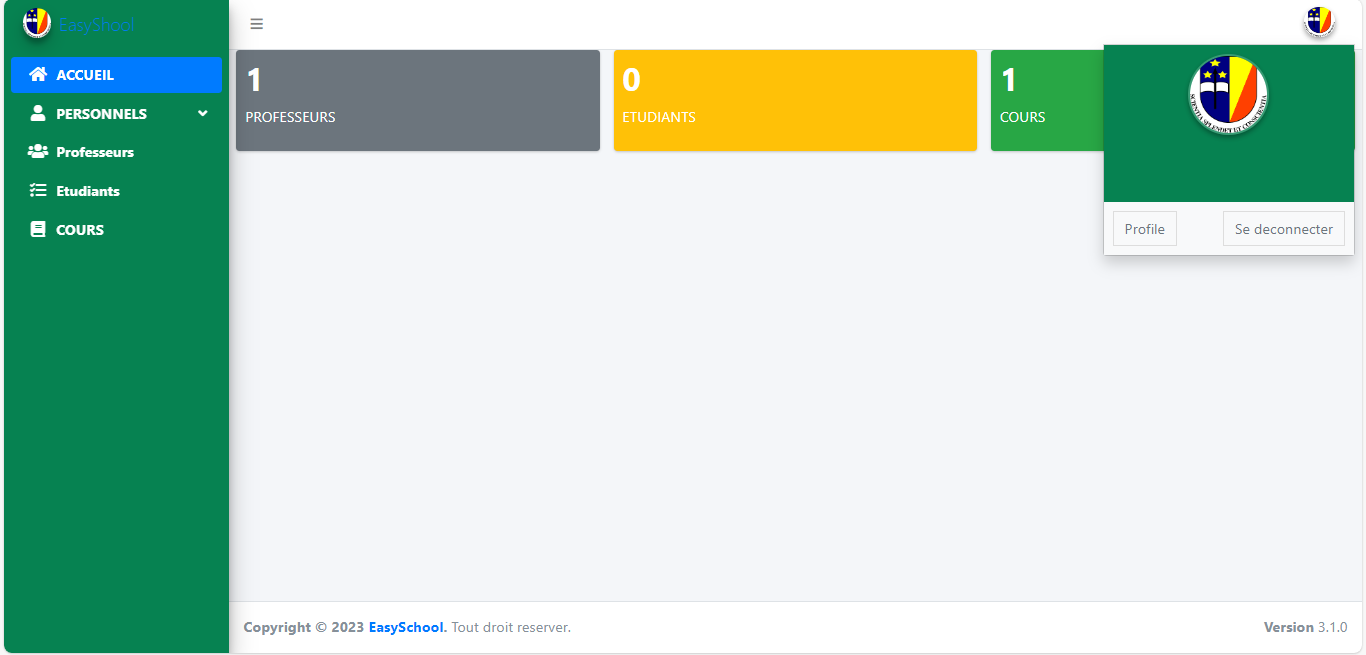 EasyShool
ACCUEIL
PERSONNELS
Professeurs
Etudiants
COURS
1
PROFESSEURS
0
ETUDIANTS
1
COURS
SCIENTIA SPLENDET ET CONSCIENTIA
Profile
Se deconnecter
Copyright © 2023 EasySchool. Tout droit reserver.
Version 3.1.0